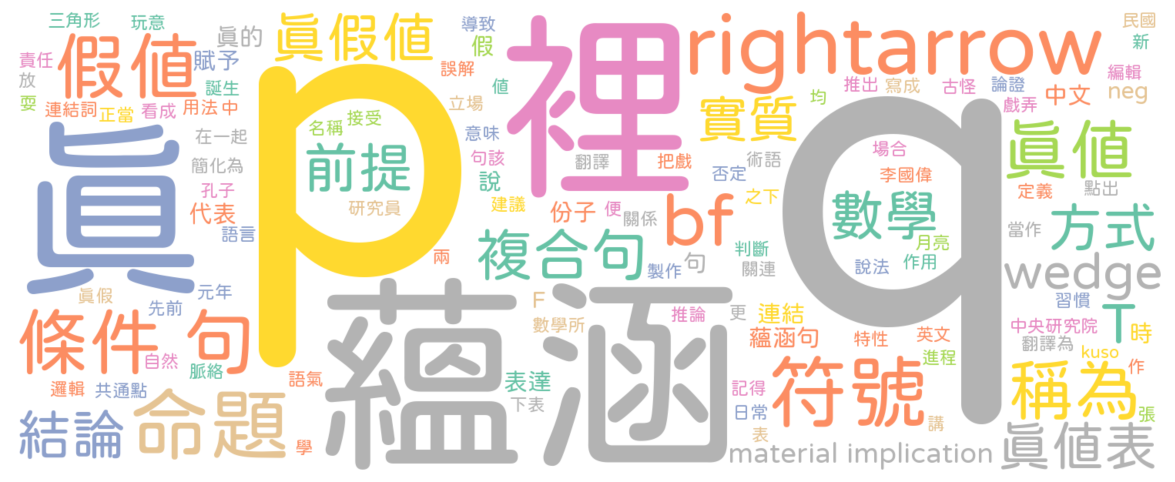 三角形
玩意
眞的
眞假值
導致
裡
rightarrow
民國
新
責任
假值
賦予
假
誤解
値
推出
寫成
古怪
論證
編輯
放
耍
連結詞
正當
看成
用法
中
誕生
立場
實質
均
戲弄
中文
neg
眞
p
名稱
接受
意味
q
眞值
在一起
前提
句該
翻譯
把戲
否定
術語
場合
簡化為
說
李國偉
定義
點出
孔子
代表
研究員
建議
份子
便
關係
bf
之下
數學
方式
語言
兩
複合句
製作
句
判斷
關連
月亮
說法
作用
當作
wedge
眞假
先前
元年
蘊涵
F
數學所
推論
更
連結
習慣
T
條件
句
自然
脈絡
蘊涵句
特性
英文
進程
中央研究院
翻譯為
時
kuso
邏輯
共通點
語氣
表達
下表
記得
符號
稱為
作
結論
命題
學
日常
表
講
張
material implication
眞值表